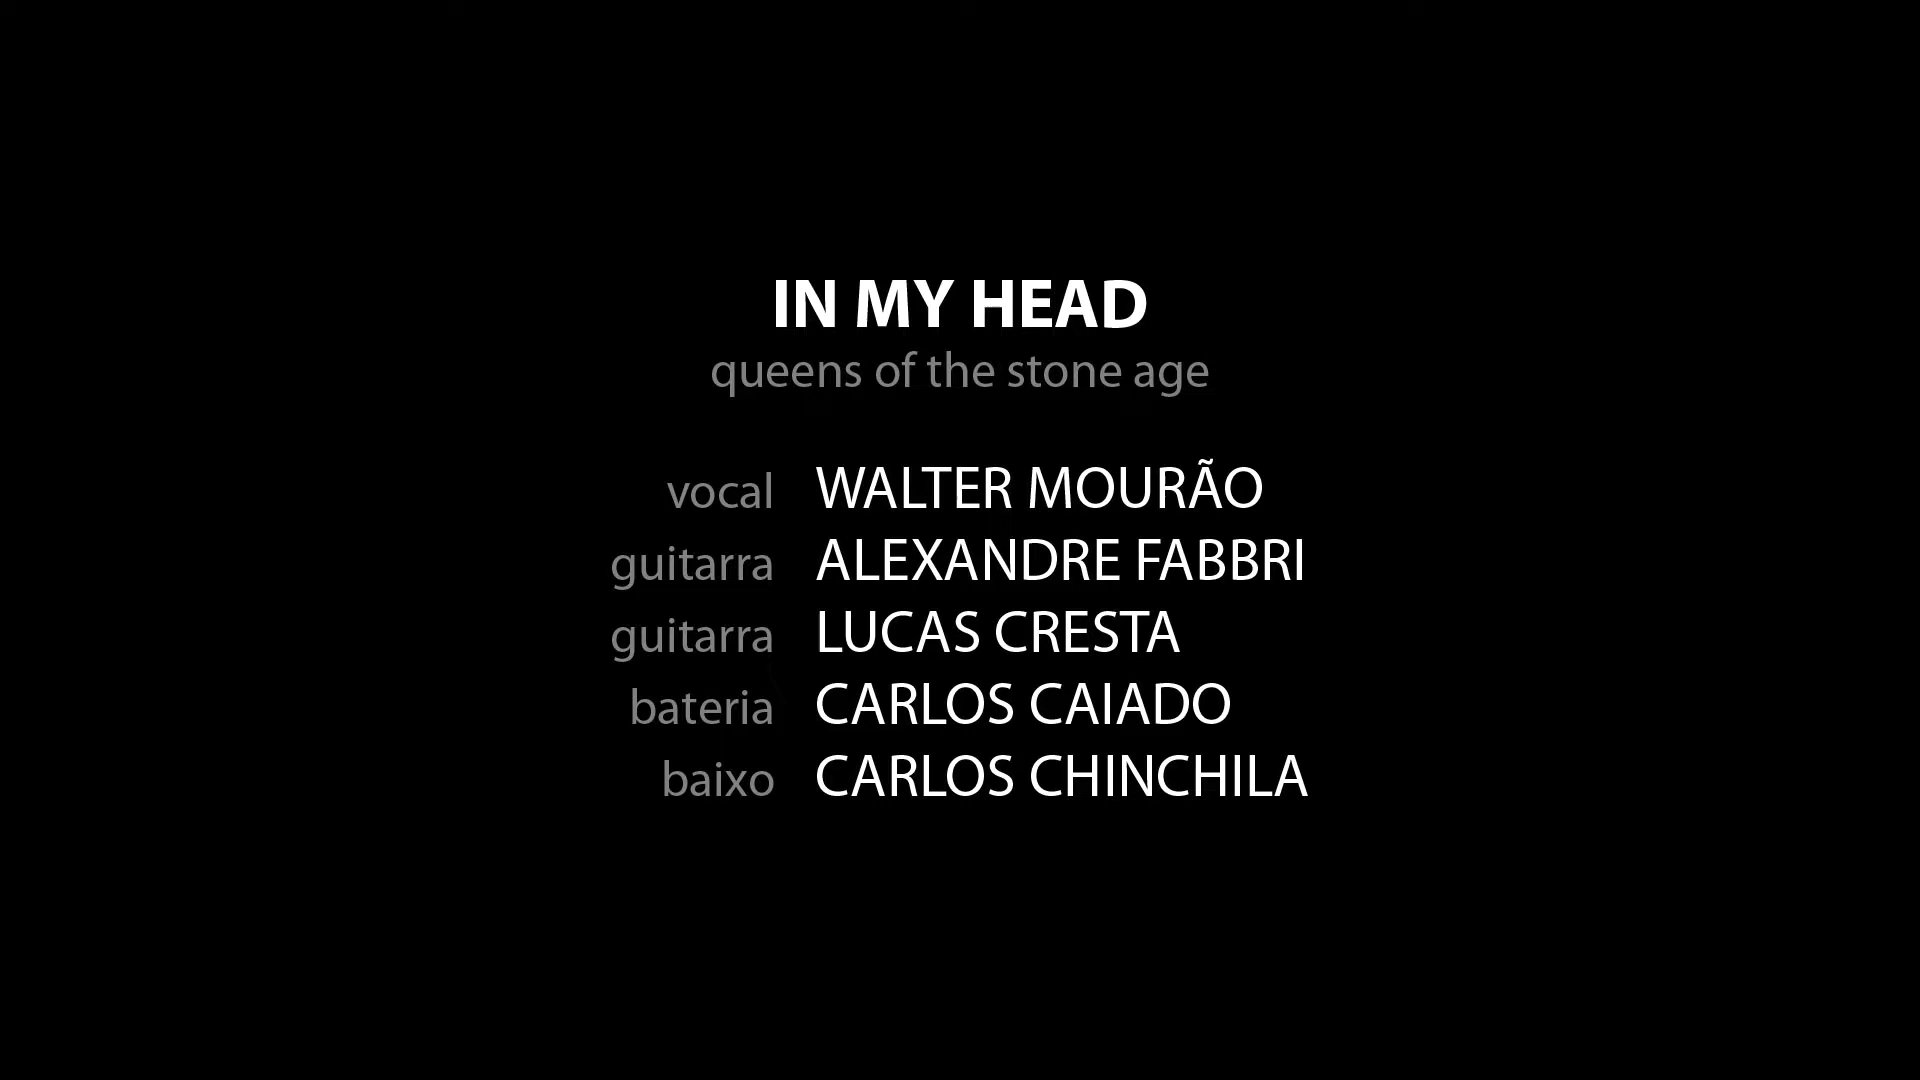 IN MY HEAD
queens of the stone age
vocal WALTER MOURÃO
guitarra ALEXANDRE FABBRI
guitarra LUCAS CRESTA
bateria CARLOS CAIADO
baixo CARLOS CHINCHILA